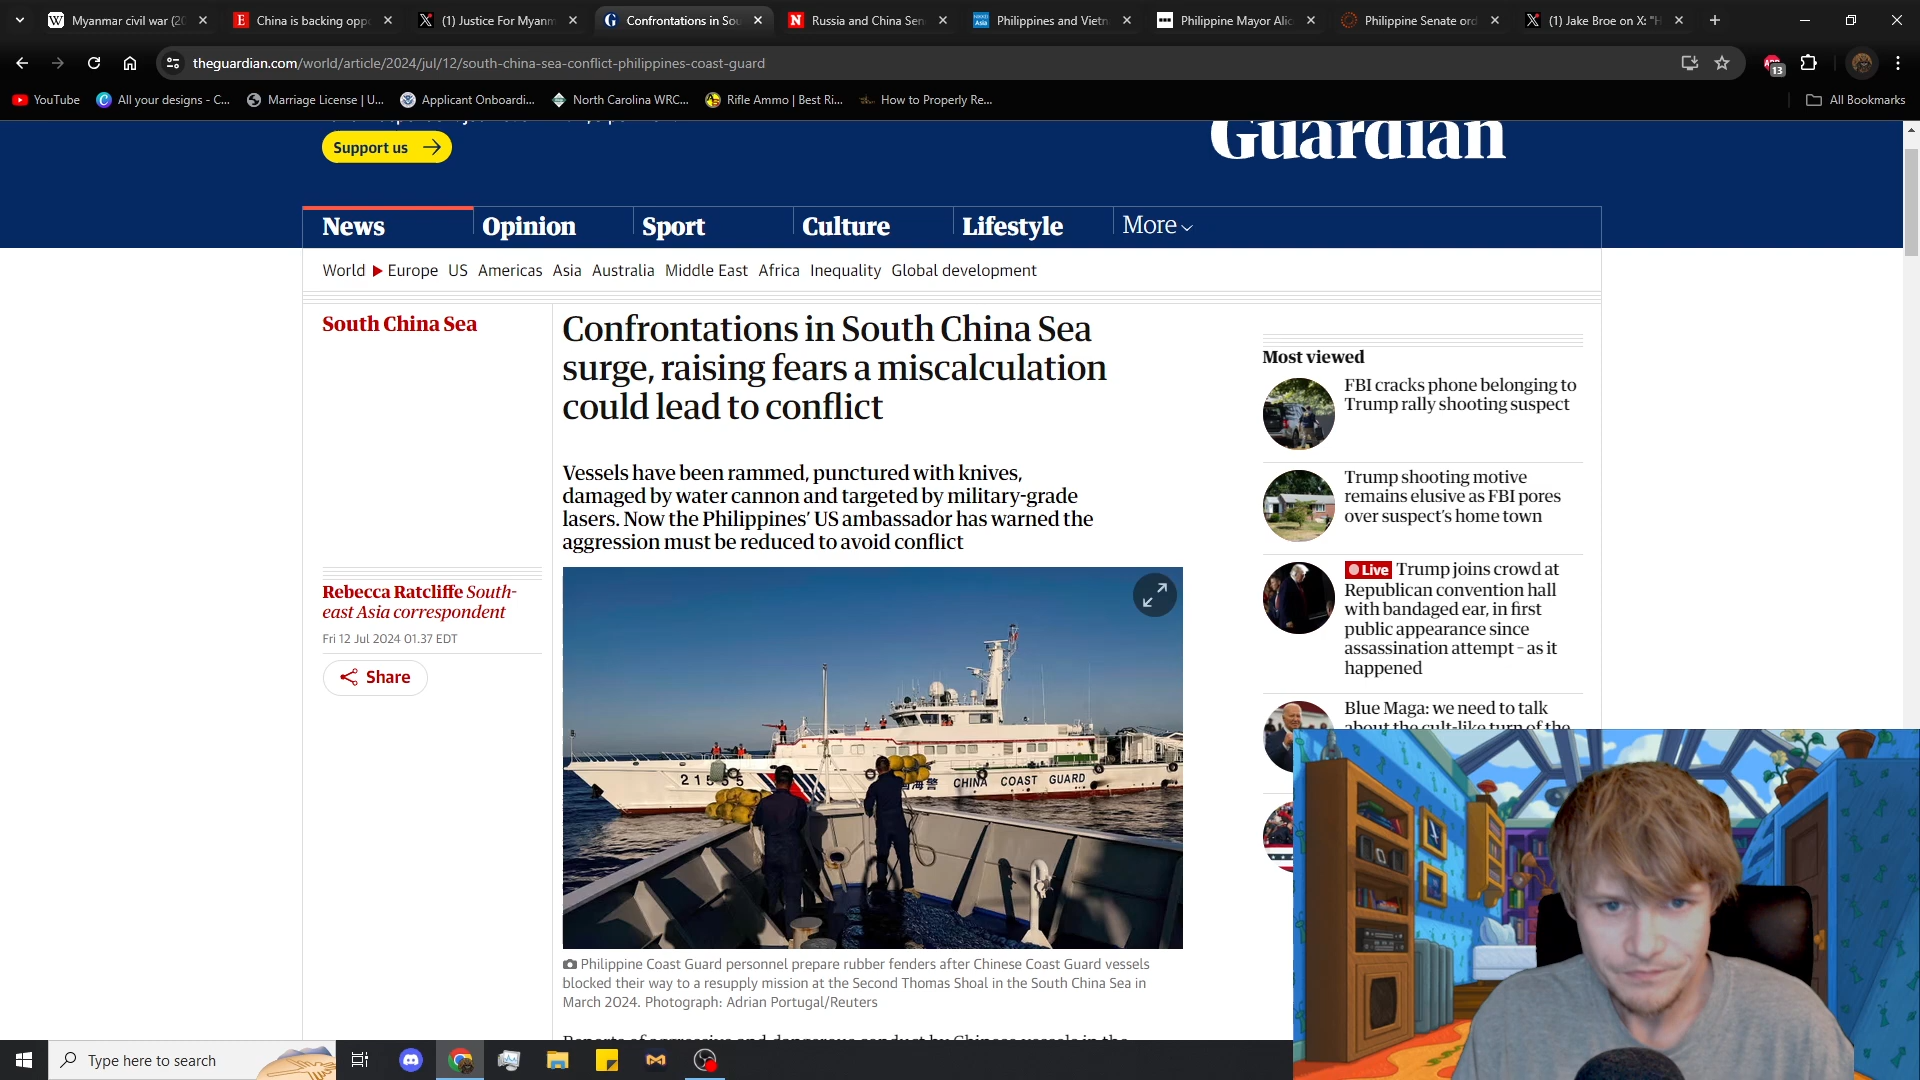 Myanmar civil war (20
China is backing oppo
(1) Justice For Myanm
Confrontations in Sou
Russia and China Sen
Philippines and Vietn
Philippine Mayor Alic
Philippine Senate ord
(1) Jake Broe on X: "H
theguardian.com/world/article/2024/jul/12/south-china-sea-conflict-philippines-coast-guard
13
YouTube
All your designs - C...
Marriage License | U...
Applicant Onboardi...
North Carolina WRC...
Rifle Ammo | Best Ri...
How to Properly Re...
All Bookmarks
Support us
Guardian
News
Opinion
Sport
Culture
Lifestyle
More
World
Europe
US
Americas
Asia
Australia
Middle East
Africa
Inequality
Global development
South China Sea
Confrontations in South China Sea
surge, raising fears a miscalculation
could lead to conflict
Vessels have been rammed, punctured with knives,
damaged by water cannon and targeted by military-grade
lasers. Now the Philippines' US ambassador has warned the
aggression must be reduced to avoid conflict
Rebecca Ratcliffe South-
east Asia correspondent
Fri 12 Jul 2024 01.37 EDT
Share
CHINA COAST GUARD
Philippine Coast Guard personnel prepare rubber fenders after Chinese Coast Guard vessels
blocked their way to a resupply mission at the Second Thomas Shoal in the South China Sea in
March 2024. Photograph: Adrian Portugal/Reuters
Most viewed
FBI cracks phone belonging to
Trump rally shooting suspect
Trump shooting motive
remains elusive as FBI pores
over suspect's home town
Live Trump joins crowd at
Republican convention hall
with bandaged ear, in first
public appearance since
assassination attempt – as it
happened
Blue Maga: we need to talk
about the cult-like turn of the
Type here to search